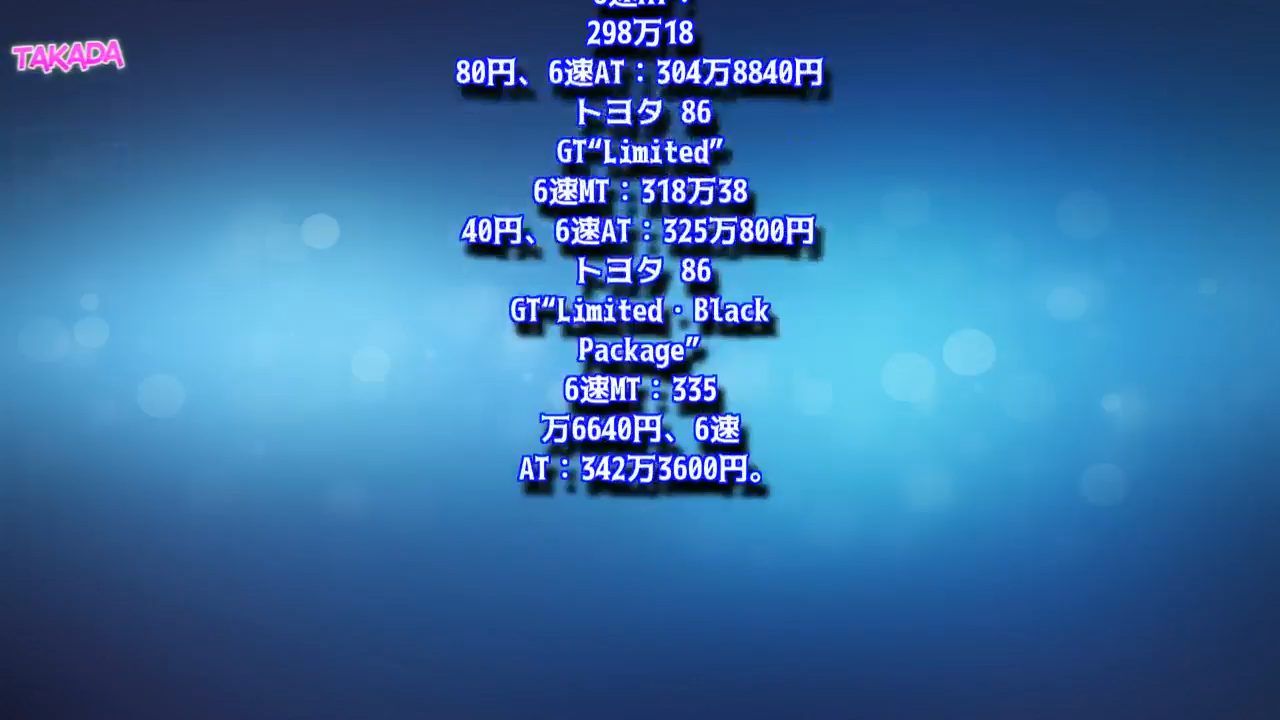 TAKADA
298万18
80円、6速AT：304万8840円
トヨタ 86
GT“Limited”
6速MT：318万38
40円、6速AT：325万800円
トヨタ 86
GT“Limited・Black
Package”
6速MT：335
万6640円、6速
AT：342万3600円。